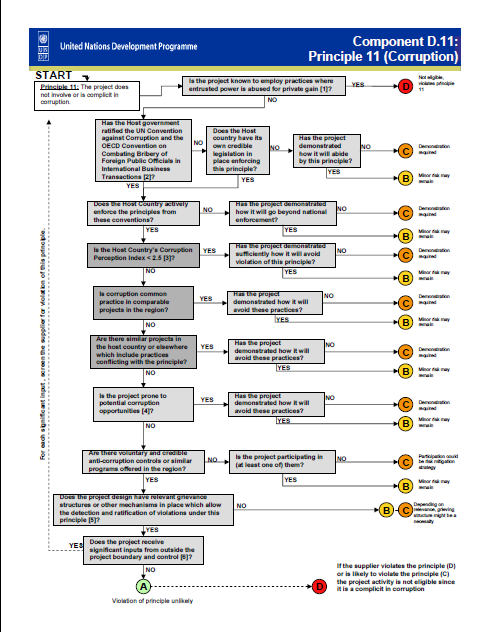 UN
DP
United Nations Development Programme
Component D.11:
Principle 11 (Corruption)
START
Principle 11: The project does
not involve or is complicit in
corruption.
Is the project known to employ practices where
entrusted power is abused for private gain [1]?
YES
D
Not eligible,
violates principle
11
NO
Has the Host government
ratified the UN Convention
against Corruption and the
OECD Convention on
Combating Bribery of
Foreign Public Officials in
International Business
Transactions [2]?
NO
Does the Host
country have its
own credible
legislation in
place enforcing
this principle?
NO
Has the project
demonstrated
how it will abide
by this principle?
NO
C
Demonstration
required
YES
B
Minor risk may
remain
YES
YES
Does the Host Country actively
enforce the principles from
these conventions?
NO
Has the project demonstrated
how it will go beyond national
enforcement?
NO
C
Demonstration
required
YES
B
Minor risk may
remain
YES
Is the Host Country's Corruption
Perception Index < 2.5 [3]?
YES
Has the project demonstrated
sufficiently how it will avoid
violation of this principle?
NO
C
Demonstration
required
YES
B
Minor risk may
remain
NO
Is corruption common
practice in comparable
projects in the region?
YES
Has the project
demonstrated how it will
avoid these practices?
NO
C
Demonstration
required
YES
B
Minor risk may
remain
NO
Are there similar projects in
the host country or elsewhere
which include practices
conflicting with the principle?
YES
Has the project
demonstrated how it will
avoid these practices?
NO
C
Demonstration
required
YES
B
Minor risk may
remain
NO
Is the project prone to
potential corruption
opportunities [4]?
YES
Has the project
demonstrated how it will
avoid these practices?
NO
C
Demonstration
required
YES
B
Minor risk may
remain
NO
Are there voluntary and credible
anti-corruption controls or similar
programs offered in the region?
NO
Is the project participating in
(at least one of) them?
NO
C
Participation could
be risk mitigation
strategy
YES
B
Minor risk may
remain
YES
Does the project design have relevant grievance
structures or other mechanisms in place which allow
the detection and ratification of violations under this
principle [5]?
NO
B
C
Depending on
relevance, grieving
structure might be a
necessity
YES
Does the project receive
significant inputs from outside the
project boundary and control [6]?
YES
For each significant input , screen the supplier for violation of this principle.
NO
A
Violation of principle unlikely
D
If the supplier violates the principle (D)
or is likely to violate the principle (C)
the project activity is not eligible since
it is a complicit in corruption